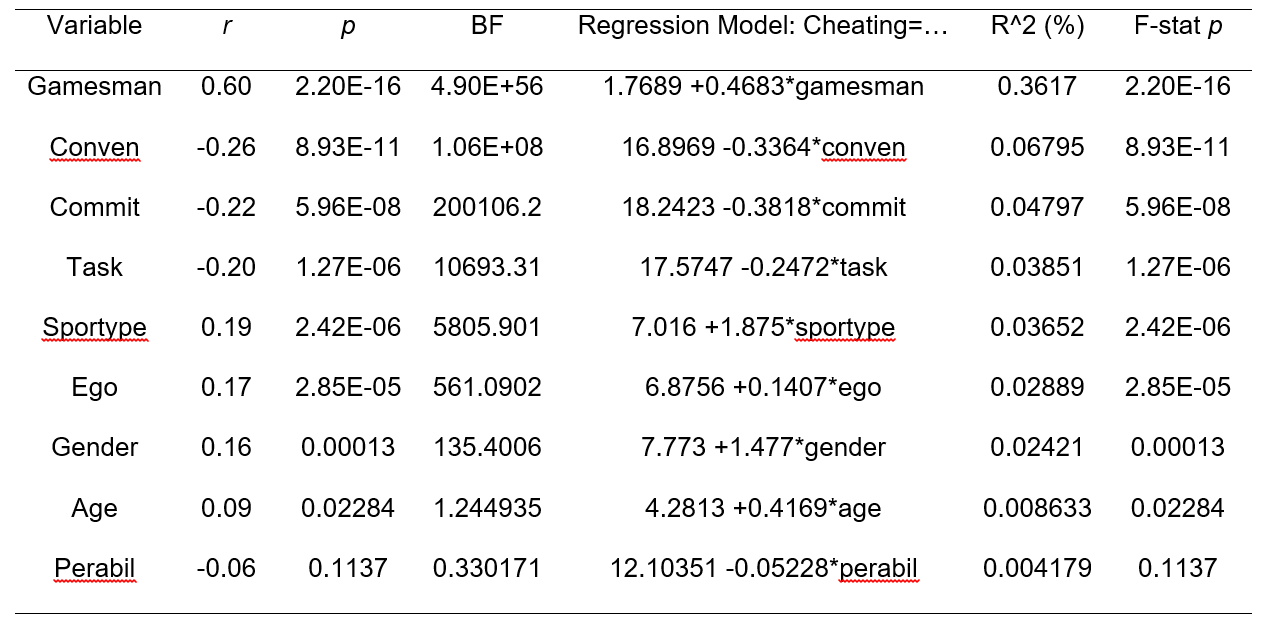 Variable r p BF Regression Model: Cheating=… R^2 (%) F-stat p
Gamesman 0.60 2.20E-16 4.90E+56 1.7689 +0.4683*gamesman 0.3617 2.20E-16
Conven -0.26 8.93E-11 1.06E+08 16.8969 -0.3364*conven 0.06795 8.93E-11
Commit -0.22 5.96E-08 200106.2 18.2423 -0.3818*commit 0.04797 5.96E-08
Task -0.20 1.27E-06 10693.31 17.5747 -0.2472*task 0.03851 1.27E-06
Sportype 0.19 2.42E-06 5805.901 7.016 +1.875*sportype 0.03652 2.42E-06
Ego 0.17 2.85E-05 561.0902 6.8756 +0.1407*ego 0.02889 2.85E-05
Gender 0.16 0.00013 135.4006 7.773 +1.477*gender 0.02421 0.00013
Age 0.09 0.02284 1.244935 4.2813 +0.4169*age 0.008633 0.02284
Perabil -0.06 0.1137 0.330171 12.10351 -0.05228*perabil 0.004179 0.1137